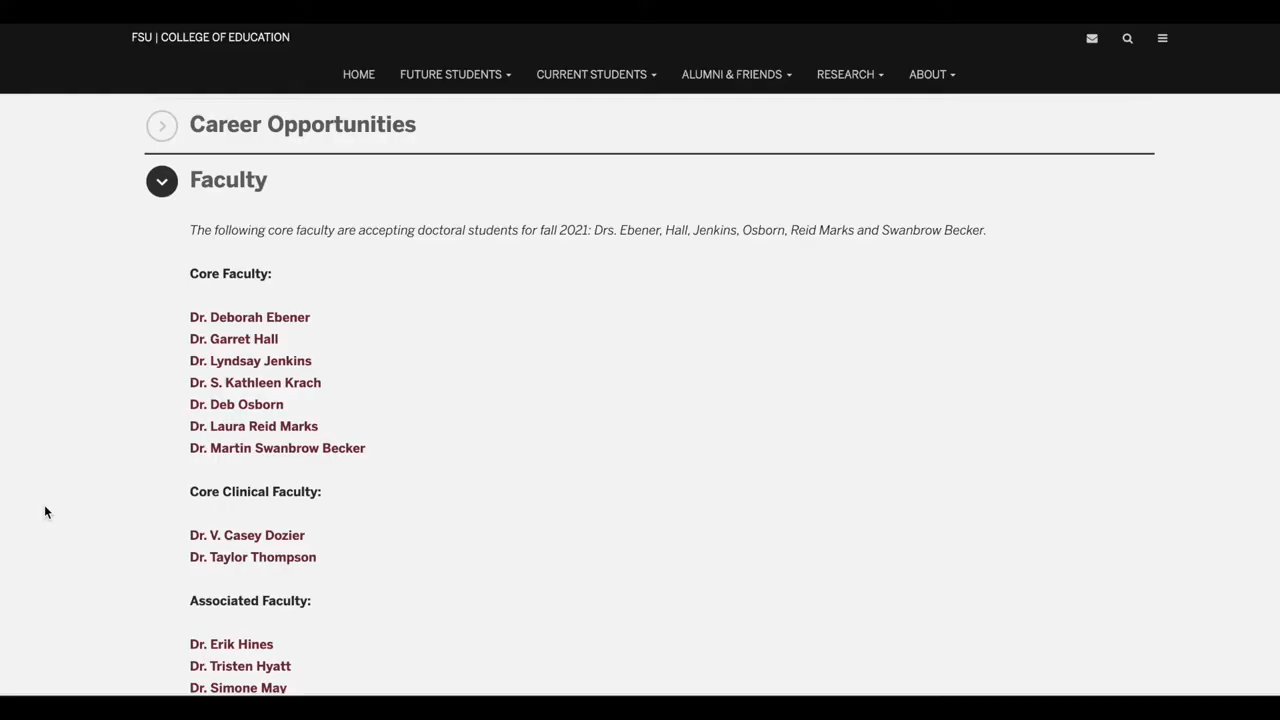 FSU | COLLEGE OF EDUCATION
HOME FUTURE STUDENTS CURRENT STUDENTS ALUMNI & FRIENDS RESEARCH ABOUT
Career Opportunities
Faculty
The following core faculty are accepting doctoral students for fall 2021: Drs. Ebener, Hall, Jenkins, Osborn, Reid Marks and Swanbrow Becker.
Core Faculty:
Dr. Deborah Ebener
Dr. Garret Hall
Dr. Lyndsay Jenkins
Dr. S. Kathleen Krach
Dr. Deb Osborn
Dr. Laura Reid Marks
Dr. Martin Swanbrow Becker
Core Clinical Faculty:
Dr. V. Casey Dozier
Dr. Taylor Thompson
Associated Faculty:
Dr. Erik Hines
Dr. Tristen Hyatt
Dr. Simone May